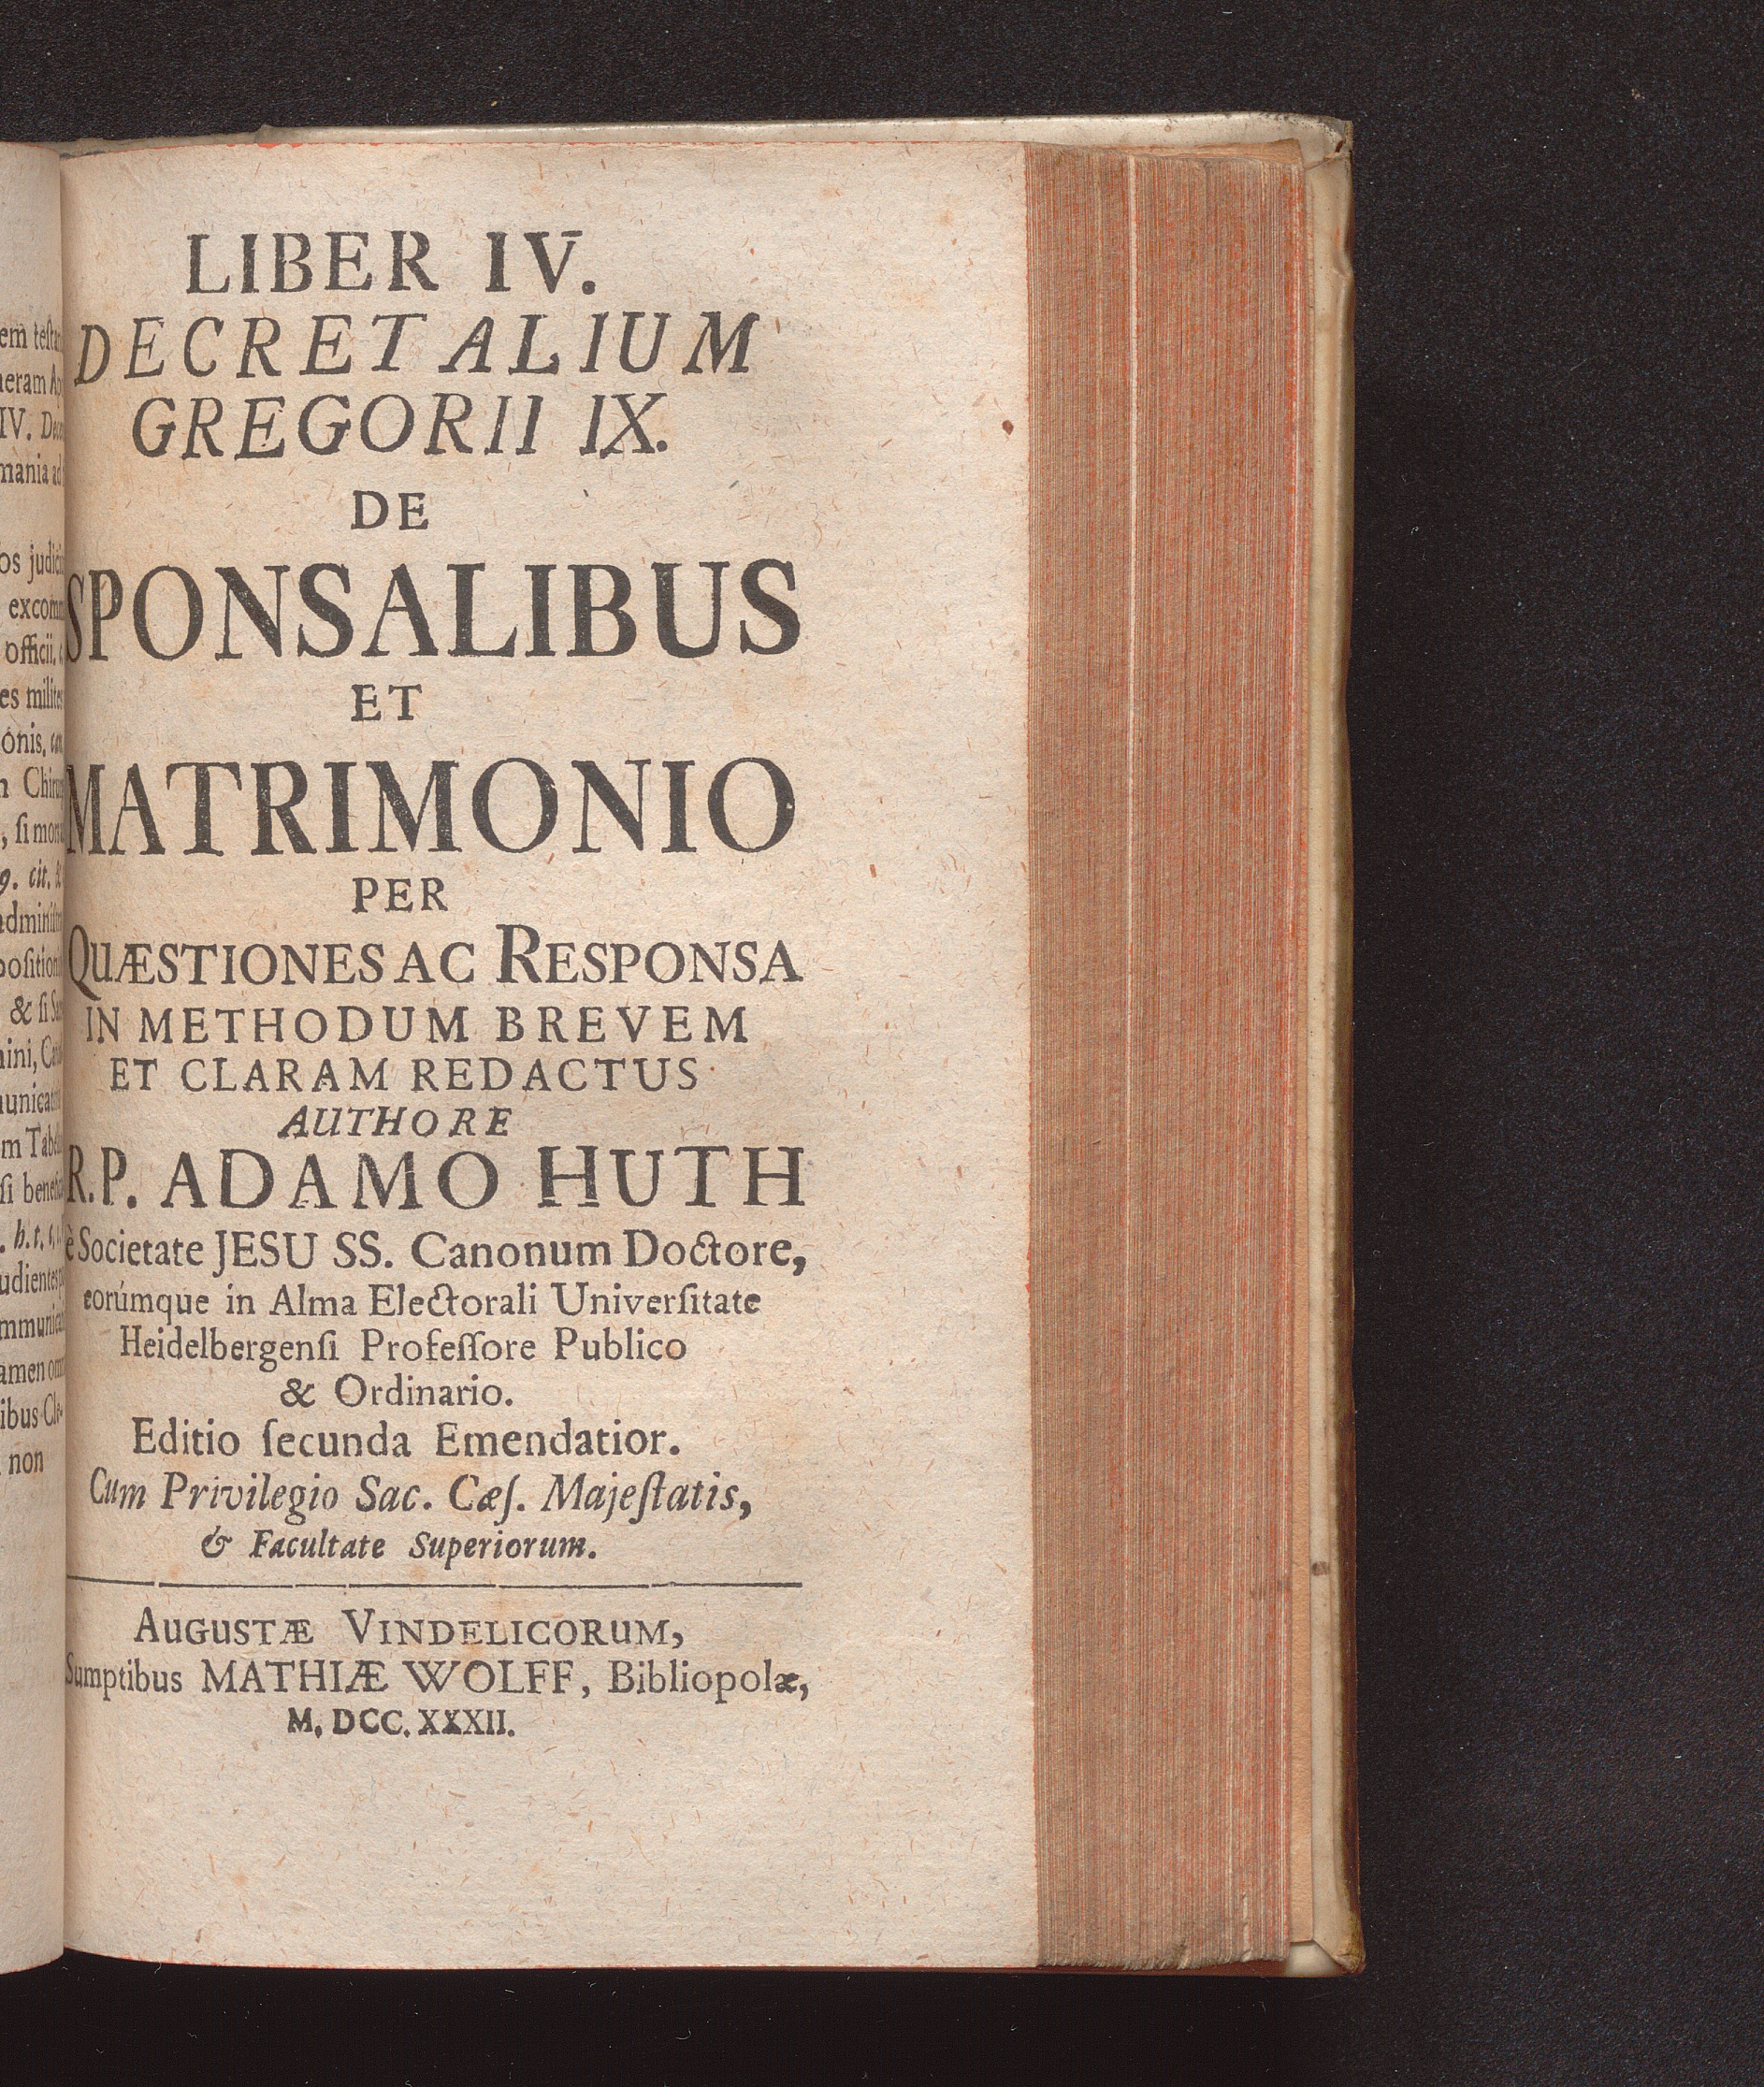 LIBER IV.
DECRETALIUM
GREGORII IX.
DE
SPONSALIBUS
ET
MATRIMONIO
PER
QUÆSTIONES AC RESPONSA
IN METHODUM BREVEM
ET CLARAM REDACTUS
AUTHORE
R.P. ADAMO HUTH
è Societate JESU SS. Canonum Doctore,
eorúmque in Alma Electorali Univerſitate
Heidelbergenſi Profeſſore Publico
& Ordinario.
Editio ſecunda Emendatior.
Cum Privilegio Sac. Cæſ. Majeſtatis,
& Facultate Superiorum.
AUGUSTÆ VINDELICORUM,
Sumptibus MATHIÆ WOLFF, Bibliopolæ,
M. DCC. XXXII.